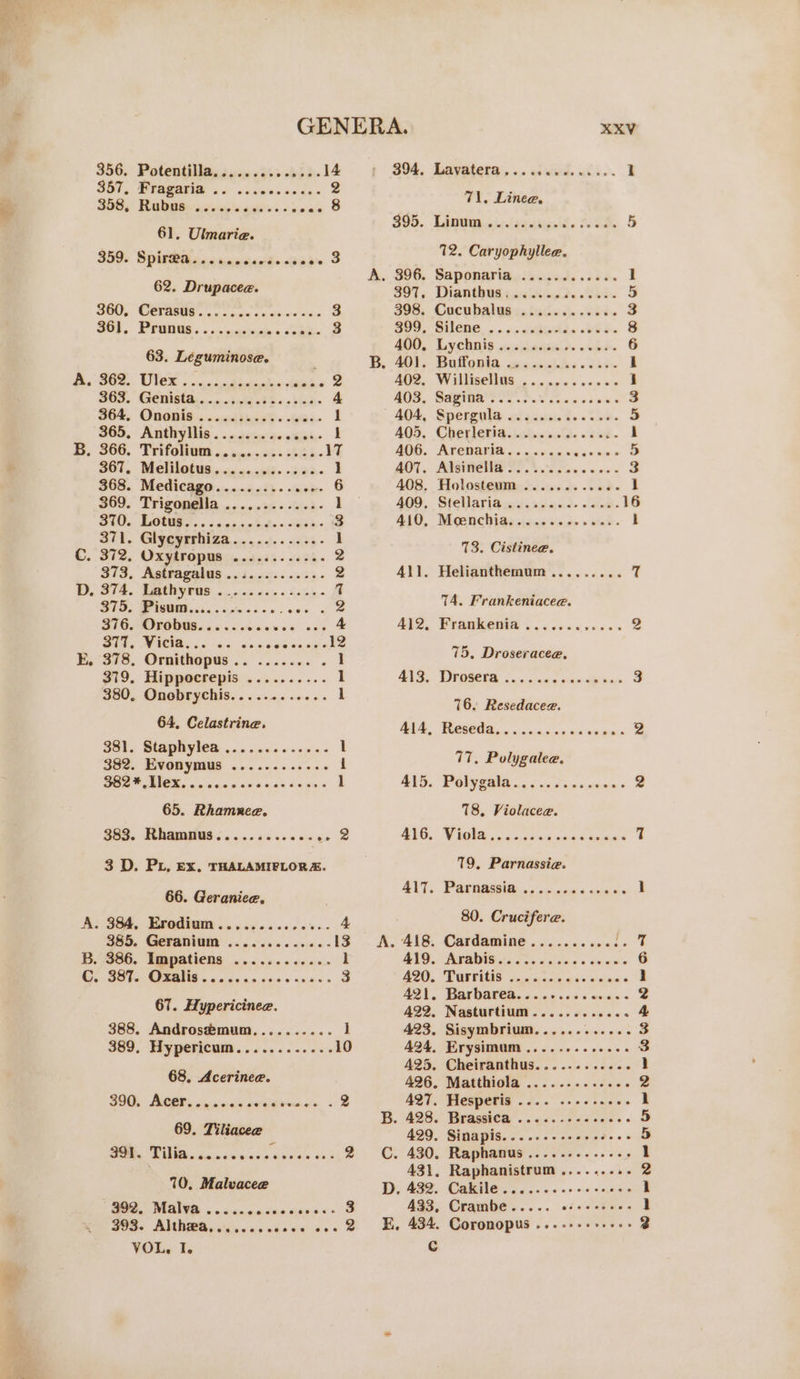 GENERA. xxv
356. Potentilla..............14
357. Fragaria .. ........... 2
358. Rubus ................. 8
61. Ulmariæ.
359. Spiræa................. 3
62. Drupaceæ.
360. Cerasus................ 3
361. Prunus................. 3
63. Leguminosæ.
A. 362. Ulex ................. 2
363. Genista................ 4
364. Ononis ................ 1
365. Anthyllis.............. 1
B. 366. Trifolium.............17
367. Melilotus.............. 1
368. Medicago............... 6
369. Trigonella ............ 1
370. Lotus.................. 3
371. Glycyrrhiza............ 1
C. 372. Oxytropus ............ 2
373. Astragalus ............ 2
D. 374. Lathyrus ............. 7
375. Pisum............. ... . 2
376. Orobus............ ... 4
377. Vicia... .. ..........12
E. 378. Ornithopus .. ....... . 1
379. Hippocrepis .......... 1
380. Onobrychis............ 1
64. Celastrinæ.
381. Staphylea ............. 1
382. Evonymus ............ 1
382*. Ilex.................. 1
65. Rhamneæ.
383. Rhamnus............... 2
3 D. PL. EX. THALAMIFLORÆ.
66. Geranieæ.
A. 384. Erodium.............. 4
385. Geranium .............13
B. 386. Impatiens ............ 1
C. 387. Oxalis................ 3
67. Hypericineæ.
388. Androsæmum.......... 1
389. Hypericum............10
68. Acerineæ.
390. Acer................ . 2
69. Tiliaceæ
391. Tilia.................. 2
70. Malvaceæ
392. Malva ................ 3
393. Althæa............ ... 2
VOL. I.
394. Lavatera .............. 1
71. Lineæ.
395. Linum ................ 5
72. Caryophylleæ.
A. 396. Saponaria ............ 1
397. Dianthus.............. 5
398. Cucubalus ............ 3
399. Silene ................ 8
400. Lychnis ............... 6
B. 401. Buffonia ............. 1
402. Willisellus ............ 1
403. Sagina ................ 3
404. Spergula .............. 5
405. Cherleria.............. 1
406. Arenaria............... 5
407. Alsinella .............. 3
408. Holosteum ............ 1
409. Stellaria ..............16
410. Mœnchia.............. 1
73. Cistineæ.
411. Helianthemum ......... 7
74. Frankeniaceæ.
412. Frankenia ............ 2
75. Droseraceæ.
413. Drosera ............... 3
76. Resedaceæ.
414. Reseda................ 2
77. Polygaleæ.
415. Polygala.............. 2
78. Violaceæ.
416. Viola ................. 7
79. Parnassiæ.
417. Parnassia ............. 1
80. Cruciferæ.
A. 418. Cardamine............ 7
419. Arabis ................ 6
420. Turritis ............... 1
421. Barbarea.............. 2
422. Nasturtium............ 4
423. Sisymbrium............ 3
424. Erysimum ............ 3
425. Cheiranthus............ 1
426. Matthiola ............. 2
427. Hesperis .... ......... 1
B. 428. Brassica .............. 5
429. Sinapis................ 5
C. 430. Raphanus ............ 1
431. Raphanistrum ......... 2
D. 432. Cakile................ 1
433. Crambe..... ......... 1
E. 434. Coronopus ............ 2
C